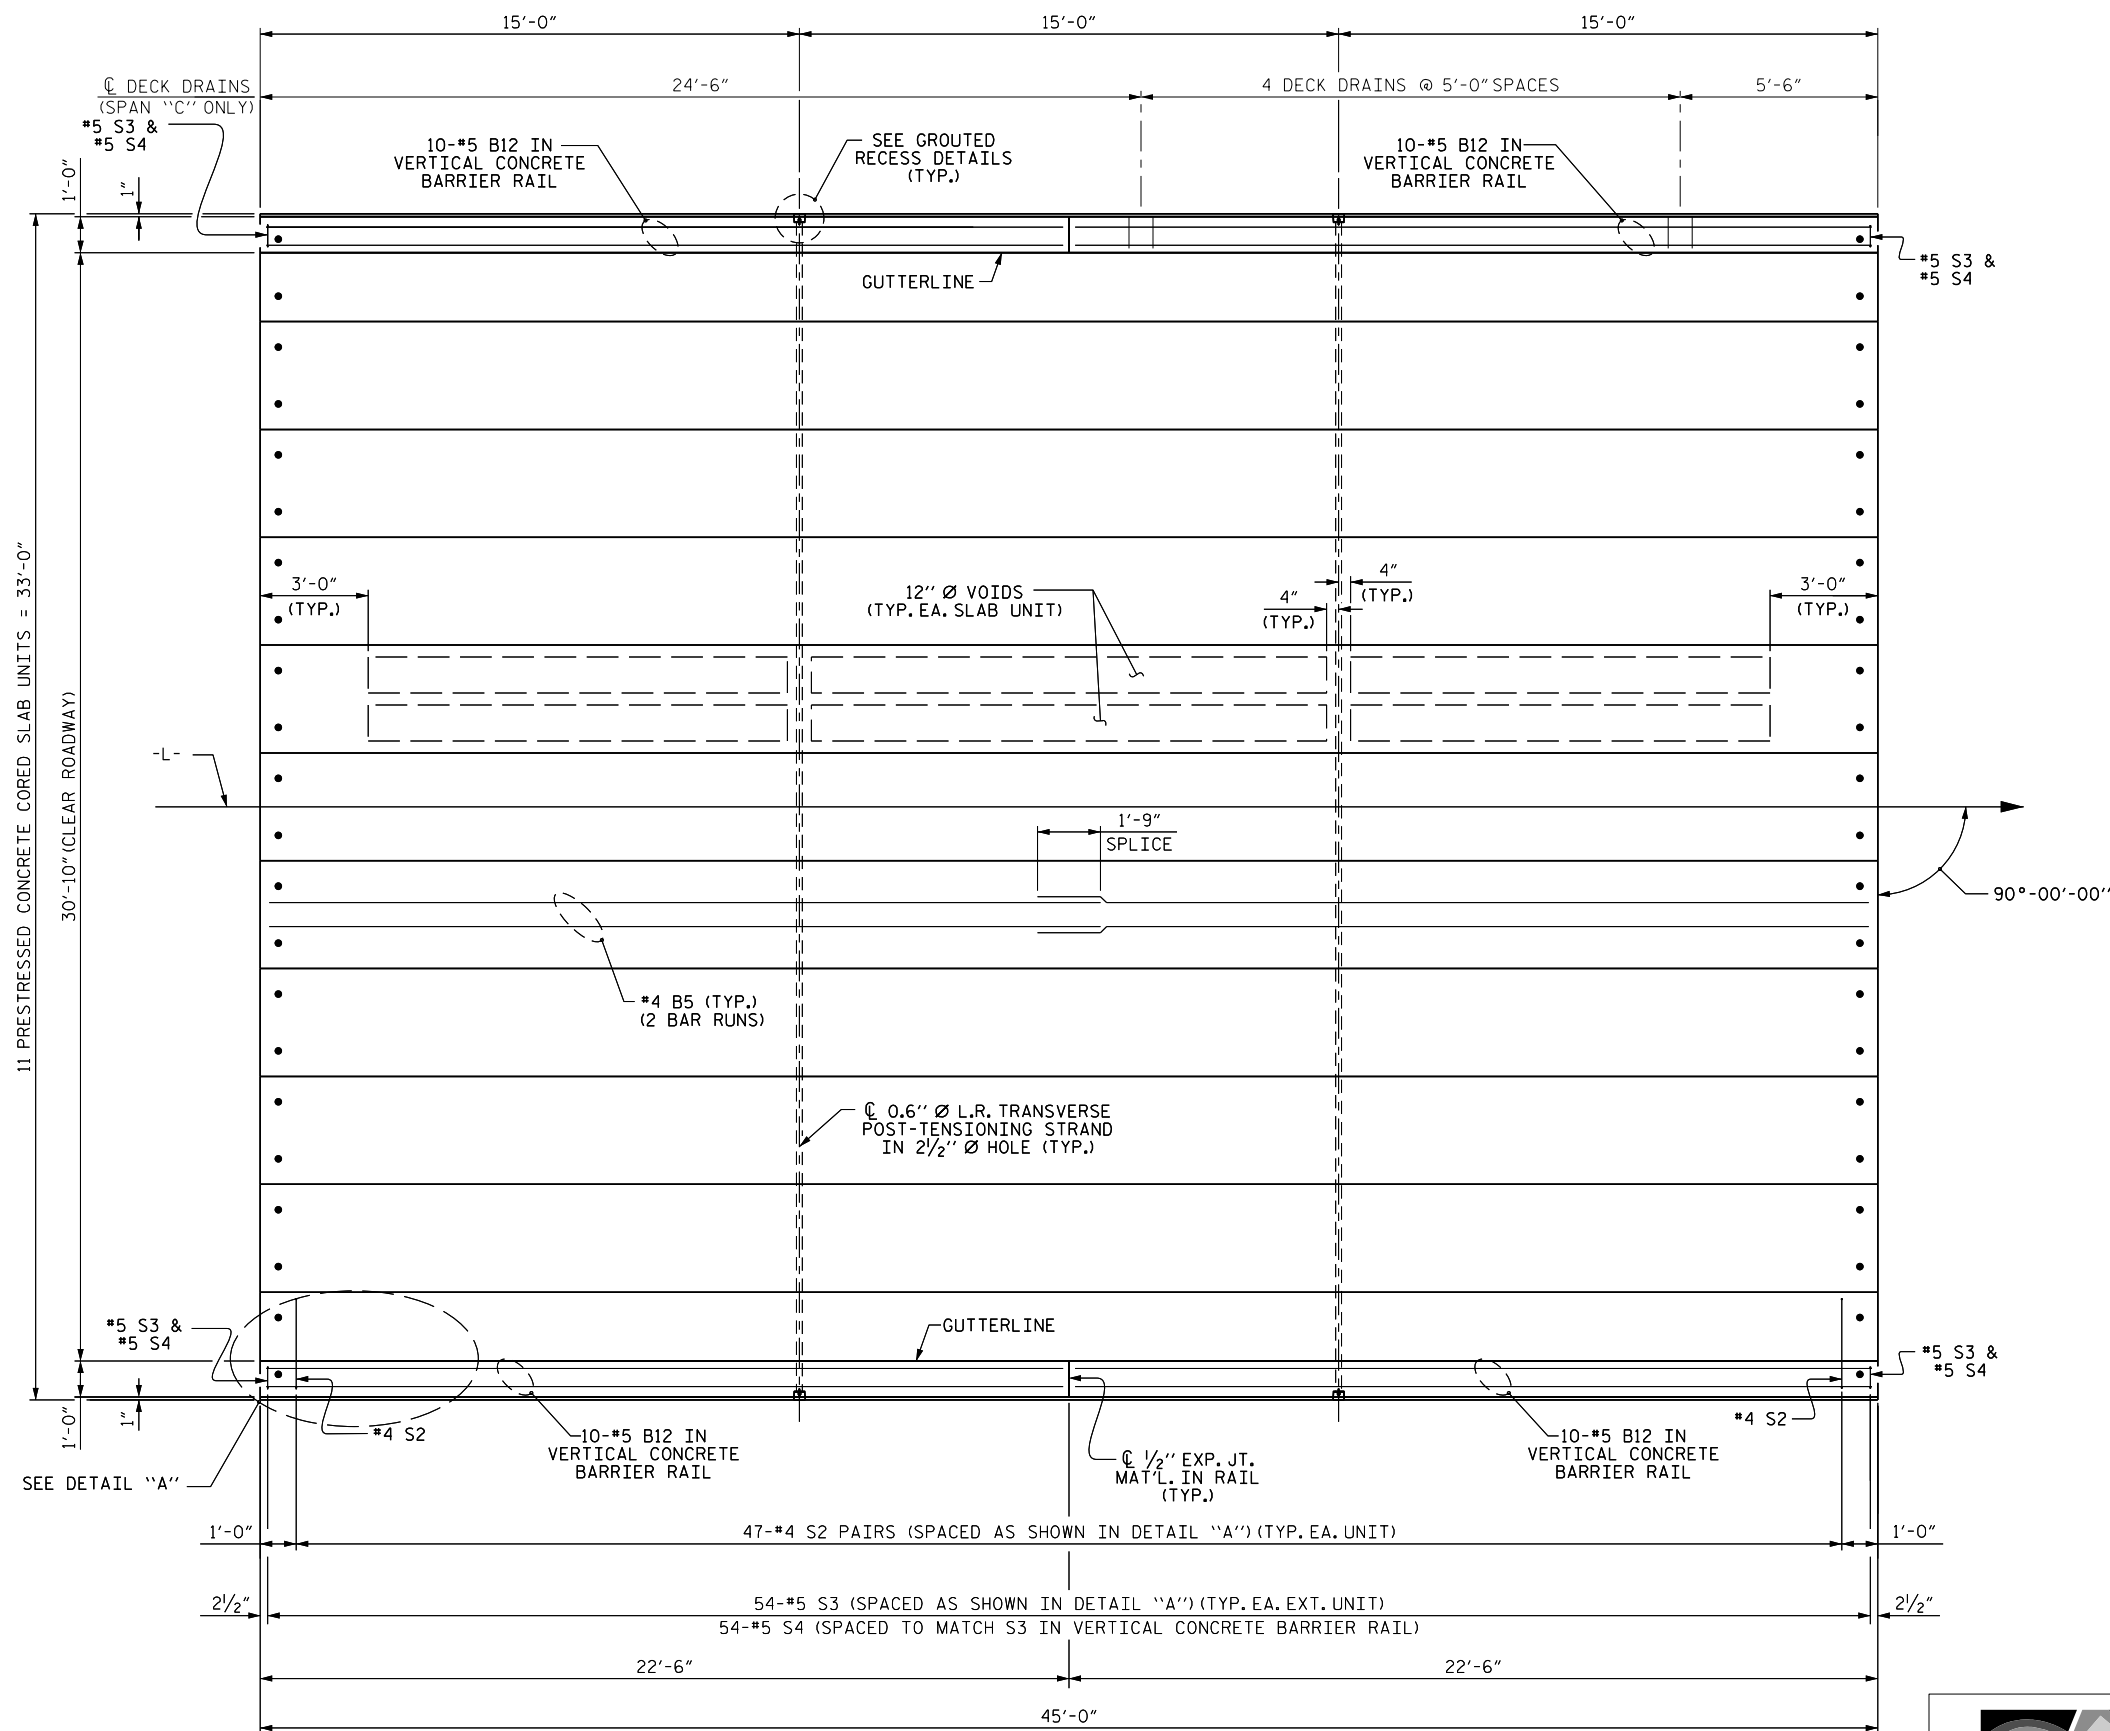 15'-0"
15'-0"
15'-0"
℄ DECK DRAINS
(SPAN "C" ONLY)
24'-6"
4 DECK DRAINS @ 5'-0" SPACES
5'-6"
#5 S3 &
#5 S4
10-#5 B12 IN
VERTICAL CONCRETE
BARRIER RAIL
SEE GROUTED
RECESS DETAILS
(TYP.)
10-#5 B12 IN
VERTICAL CONCRETE
BARRIER RAIL
1'-0"
1"
GUTTERLINE
#5 S3 &
#5 S4
11 PRESTRESSED CONCRETE CORED SLAB UNITS = 33'-0"
30'-10" (CLEAR ROADWAY)
3'-0"
(TYP.)
12" Ø VOIDS
(TYP. EA. SLAB UNIT)
4"
(TYP.)
4"
(TYP.)
3'-0"
(TYP.)
-L-
1'-9"
SPLICE
90°-00'-00"
#4 B5 (TYP.)
(2 BAR RUNS)
℄ 0.6" Ø L.R. TRANSVERSE
POST-TENSIONING STRAND
IN 2½" Ø HOLE (TYP.)
#5 S3 &
#5 S4
GUTTERLINE
#5 S3 &
#5 S4
1'-0"
1"
#4 S2
#4 S2
10-#5 B12 IN
VERTICAL CONCRETE
BARRIER RAIL
10-#5 B12 IN
VERTICAL CONCRETE
BARRIER RAIL
SEE DETAIL "A"
℄ ½" EXP. JT.
MAT'L. IN RAIL
(TYP.)
1'-0"
47-#4 S2 PAIRS (SPACED AS SHOWN IN DETAIL "A") (TYP. EA. UNIT)
1'-0"
2½"
54-#5 S3 (SPACED AS SHOWN IN DETAIL "A") (TYP. EA. EXT. UNIT)
54-#5 S4 (SPACED TO MATCH S3 IN VERTICAL CONCRETE BARRIER RAIL)
2½"
22'-6"
22'-6"
45'-0"